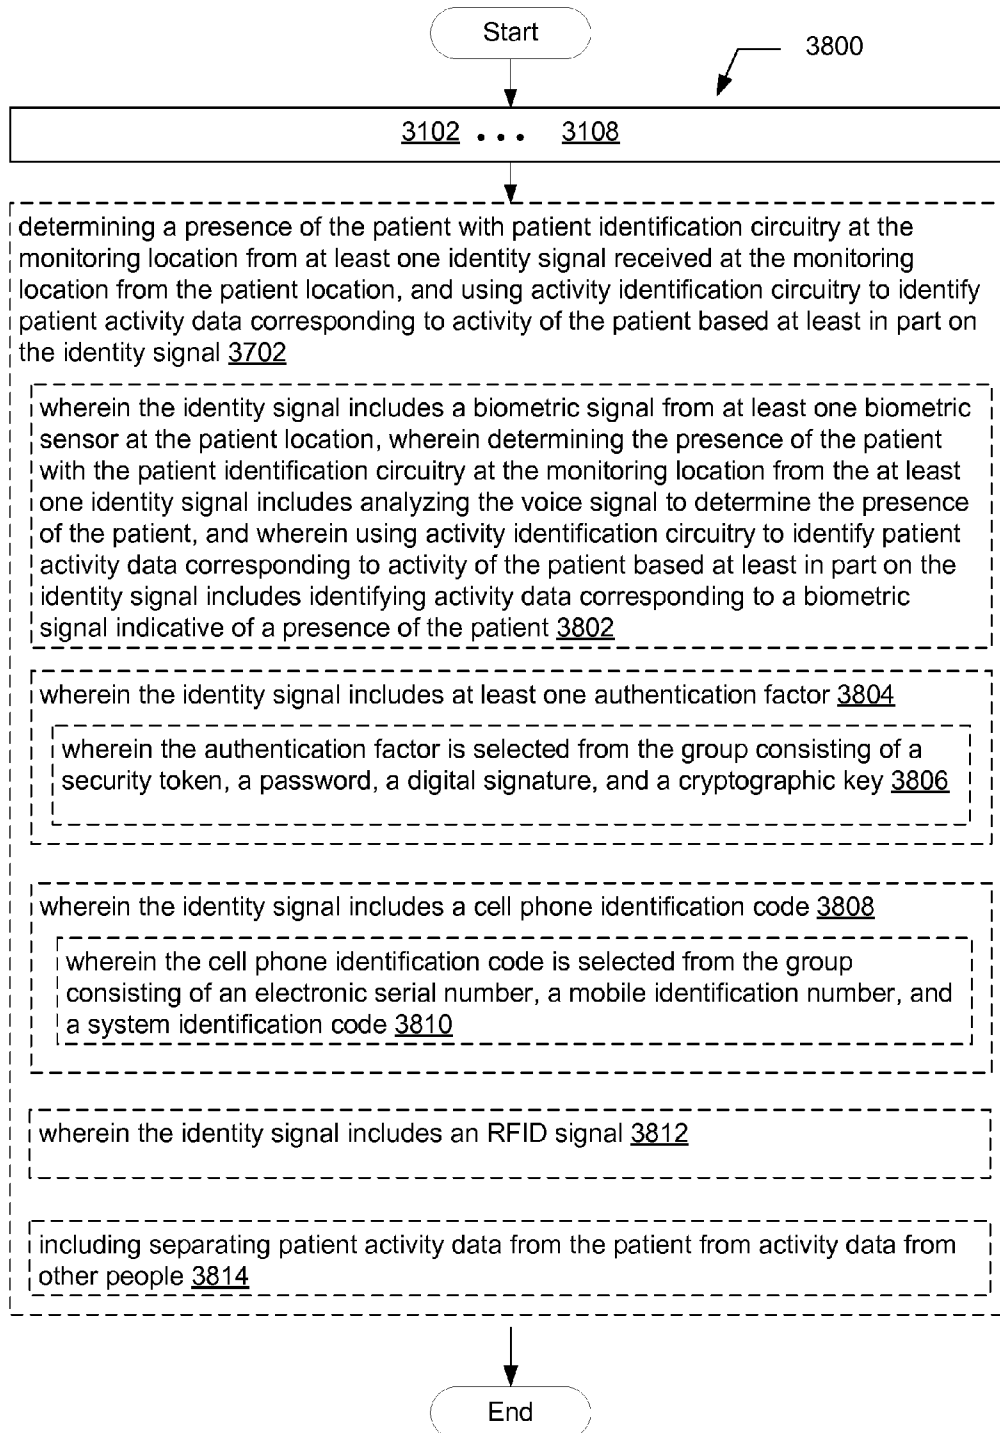 Start
3800
3102 • • • 3108
determining a presence of the patient with patient identification circuitry at the
monitoring location from at least one identity signal received at the monitoring
location from the patient location, and using activity identification circuitry to identify
patient activity data corresponding to activity of the patient based at least in part on
the identity signal 3702
wherein the identity signal includes a biometric signal from at least one biometric
sensor at the patient location, wherein determining the presence of the patient
with the patient identification circuitry at the monitoring location from the at least
one identity signal includes analyzing the voice signal to determine the presence
of the patient, and wherein using activity identification circuitry to identify patient
activity data corresponding to activity of the patient based at least in part on the
identity signal includes identifying activity data corresponding to a biometric
signal indicative of a presence of the patient 3802
wherein the identity signal includes at least one authentication factor 3804
wherein the authentication factor is selected from the group consisting of a
security token, a password, a digital signature, and a cryptographic key 3806
wherein the identity signal includes a cell phone identification code 3808
wherein the cell phone identification code is selected from the group
consisting of an electronic serial number, a mobile identification number, and
a system identification code 3810
wherein the identity signal includes an RFID signal 3812
including separating patient activity data from the patient from activity data from
other people 3814
End